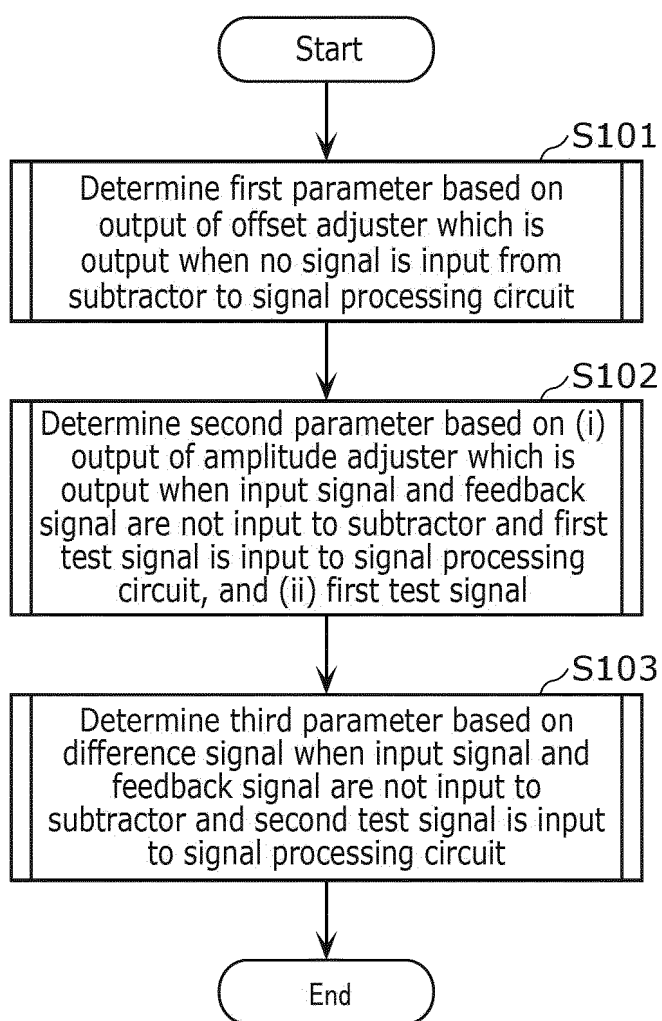 Start
S101
Determine first parameter based on
output of offset adjuster which is
output when no signal is input from
subtractor to signal processing circuit
S102
Determine second parameter based on (i)
output of amplitude adjuster which is
output when input signal and feedback
signal are not input to subtractor and first
test signal is input to signal processing
circuit, and (ii) first test signal
S103
Determine third parameter based on
difference signal when input signal and
feedback signal are not input to
subtractor and second test signal is input
to signal processing circuit
End